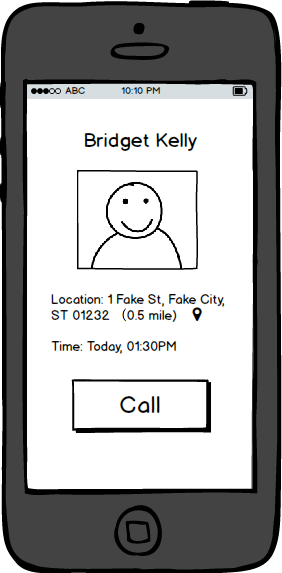 ABC 10:10 PM
Bridget Kelly
Location: 1 Fake St, Fake City,
ST 01232 (0.5 mile)
Time: Today, 01:30PM
Call